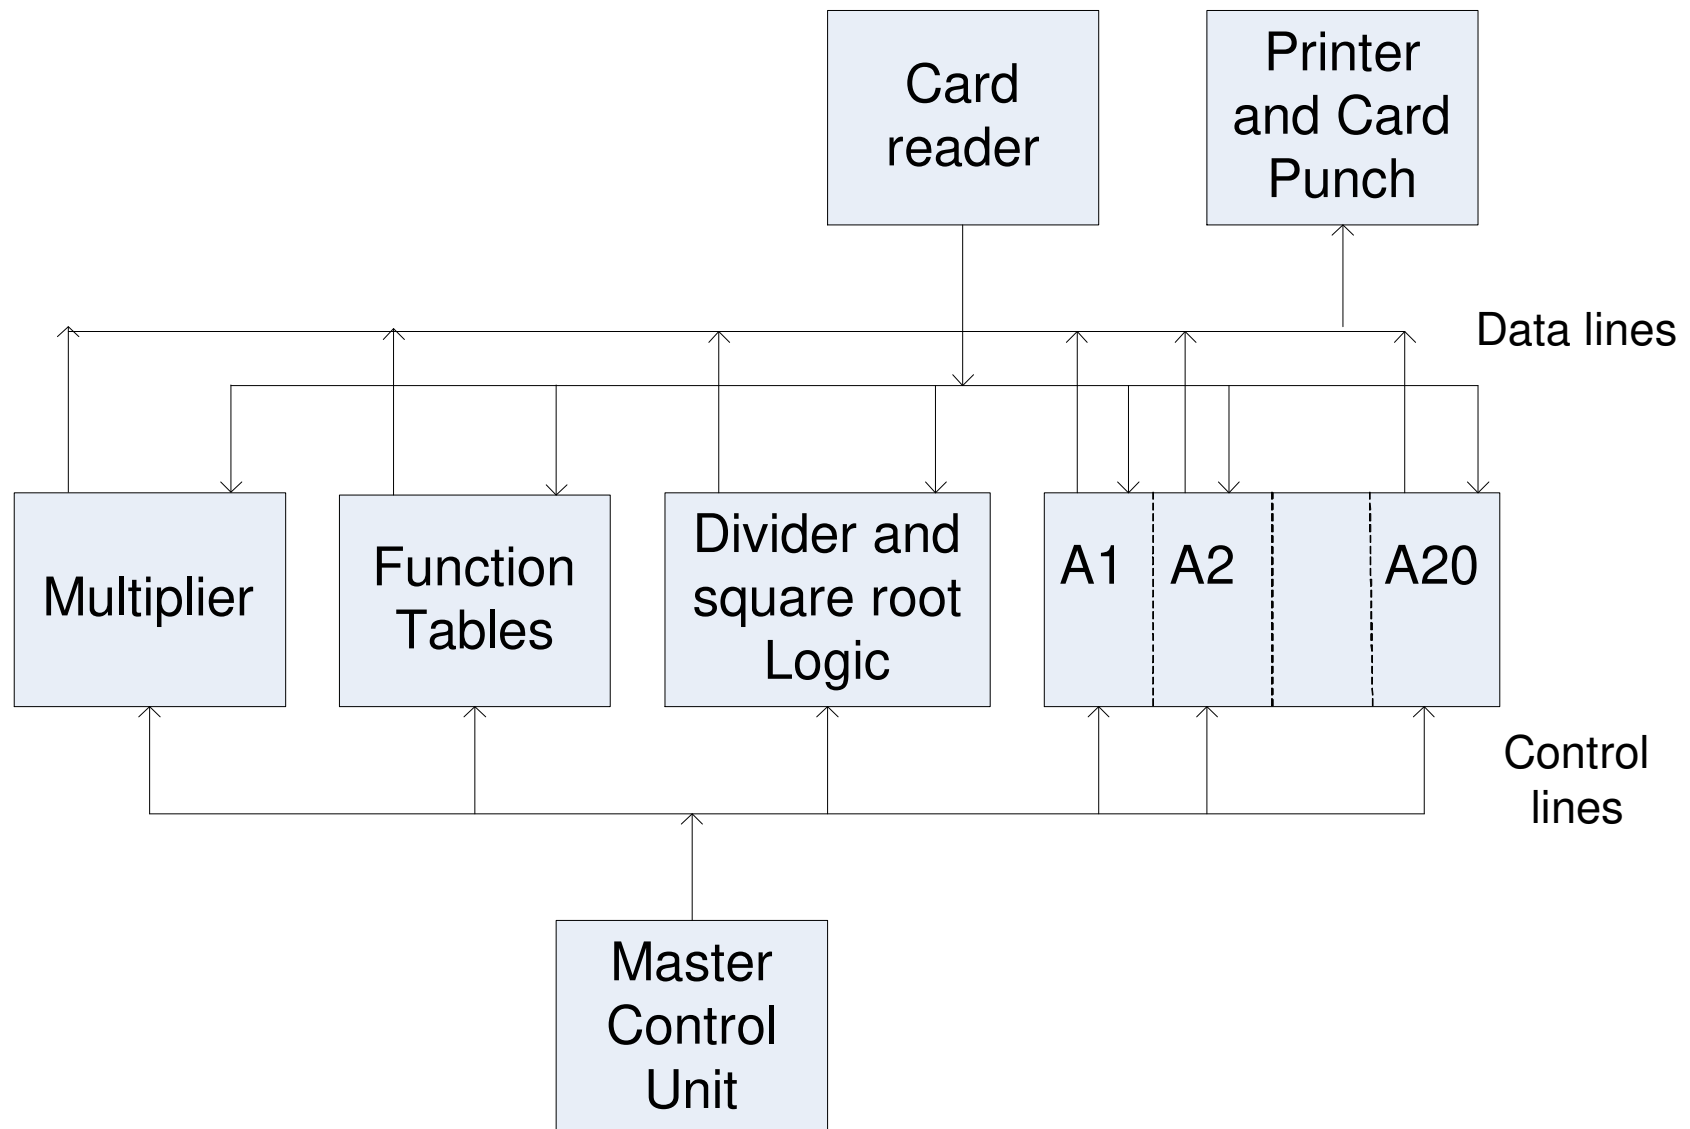 Card
reader
Printer
and Card
Punch
Data lines
Multiplier
Function
Tables
Divider and
square root
Logic
A1
A2
A20
Control
lines
Master
Control
Unit